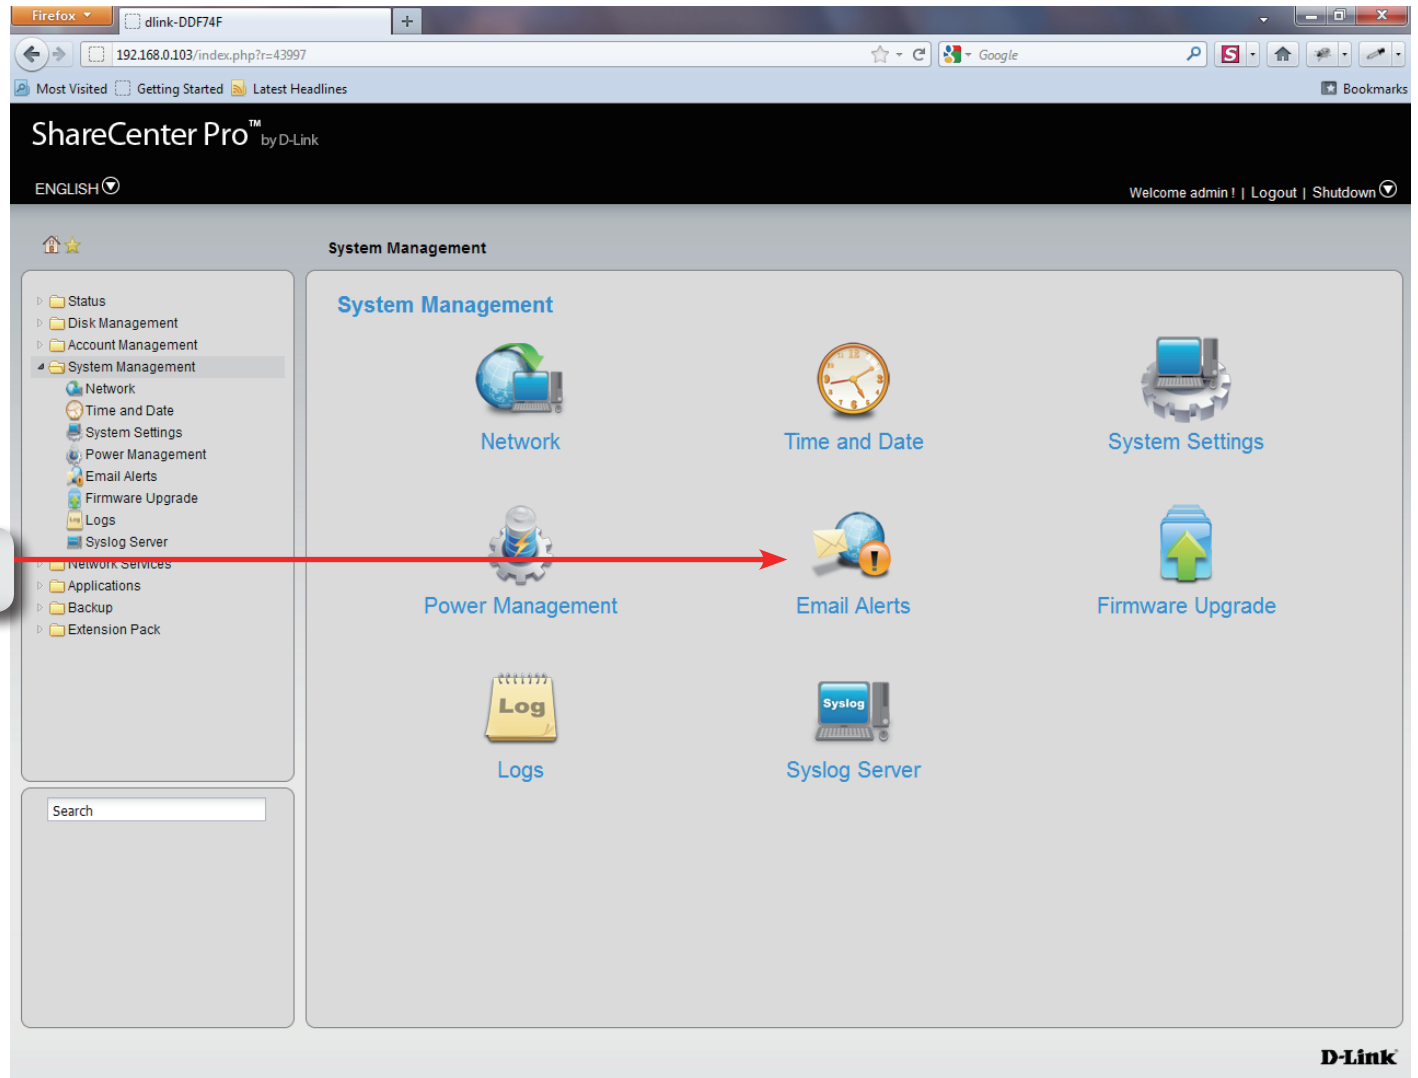 Firefox
dlink-DDF74F
192.168.0.103/index.php?r=43997
Google
S
Most Visited
Getting Started
Latest Headlines
Bookmarks
ShareCenter Pro™ by D-Link
ENGLISH
Welcome admin ! | Logout | Shutdown
System Management
Status
Disk Management
Account Management
System Management
Network
Time and Date
System Settings
Power Management
Email Alerts
Firmware Upgrade
Logs
Syslog Server
Network Services
Applications
Backup
Extension Pack
Search
System Management
Network
Time and Date
System Settings
Power Management
Email Alerts
Firmware Upgrade
Log
Logs
Syslog
Syslog Server
D-Link